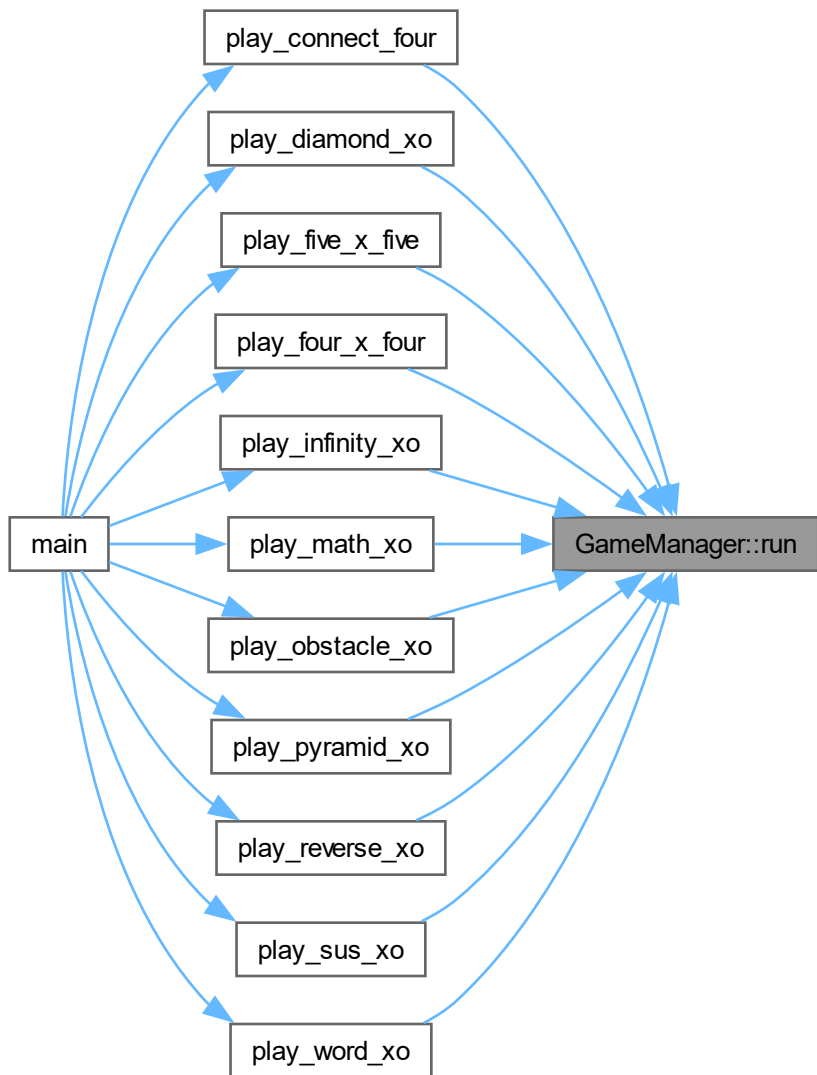 play_connect_four
play_diamond_xo
play_five_x_five
play_four_x_four
play_infinity_xo
main
play_math_xo
GameManager::run
play_obstacle_xo
play_pyramid_xo
play_reverse_xo
play_sus_xo
play_word_xo